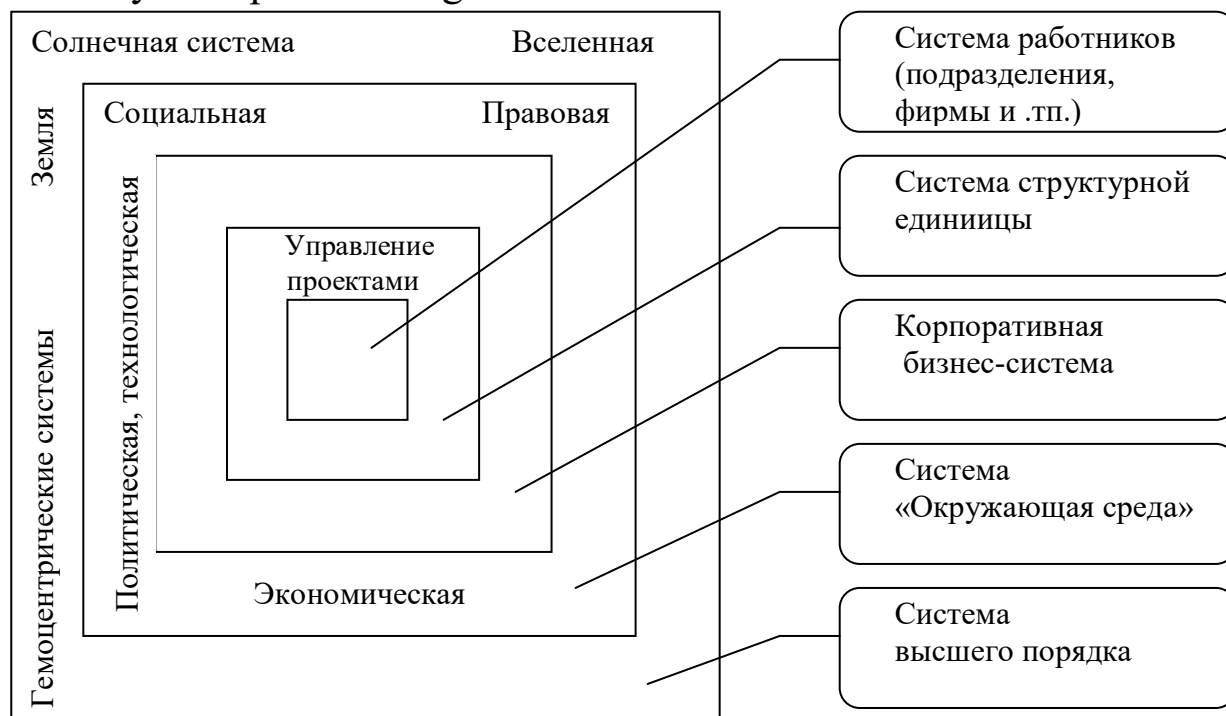 Солнечная система
Вселенная
Земля
Гемоцентрические системы
Социальная
Правовая
Политическая, технологическая
Экономическая
Управление
проектами
Система работников
(подразделения,
фирмы и .тп.)
Система структурной
единиицы
Корпоративная
бизнес-система
Система
«Окружающая среда»
Система
высшего порядка